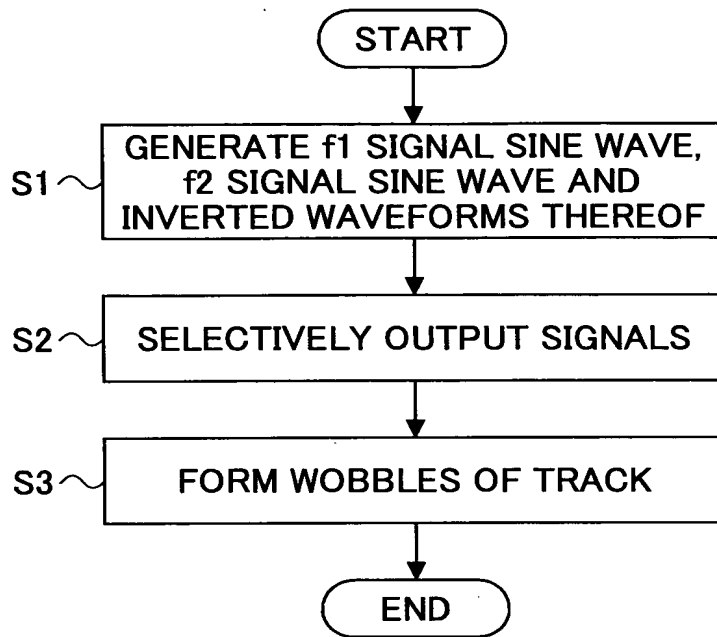 START
S1
GENERATE f1 SIGNAL SINE WAVE,
f2 SIGNAL SINE WAVE AND
INVERTED WAVEFORMS THEREOF
S2
SELECTIVELY OUTPUT SIGNALS
S3
FORM WOBBLES OF TRACK
END